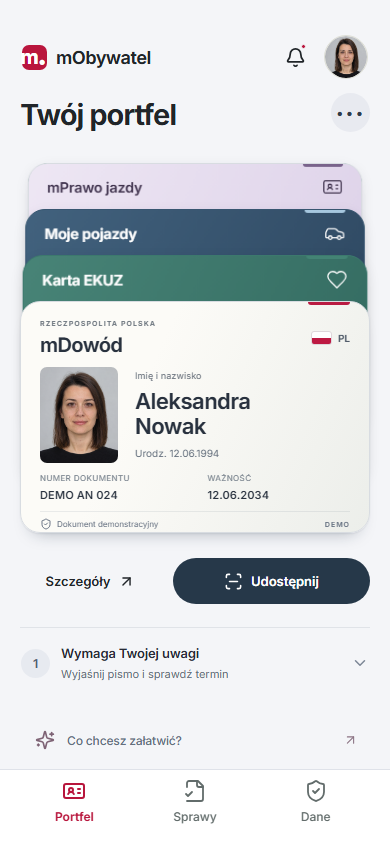 m. mObywatel
Twój portfel
mPrawo jazdy
Moje pojazdy
Karta EKUZ
RZECZPOSPOLITA POLSKA
mDowód
PL
Imię i nazwisko
Aleksandra
Nowak
Urodz. 12.06.1994
NUMER DOKUMENTU WAŻNOŚĆ
DEMO AN 024 12.06.2034
Dokument demonstracyjny DEMO
Szczegóły Udostępnij
1 Wymaga Twojej uwagi
Wyjaśnij pismo i sprawdź termin
Co chcesz załatwić?
Portfel Sprawy Dane